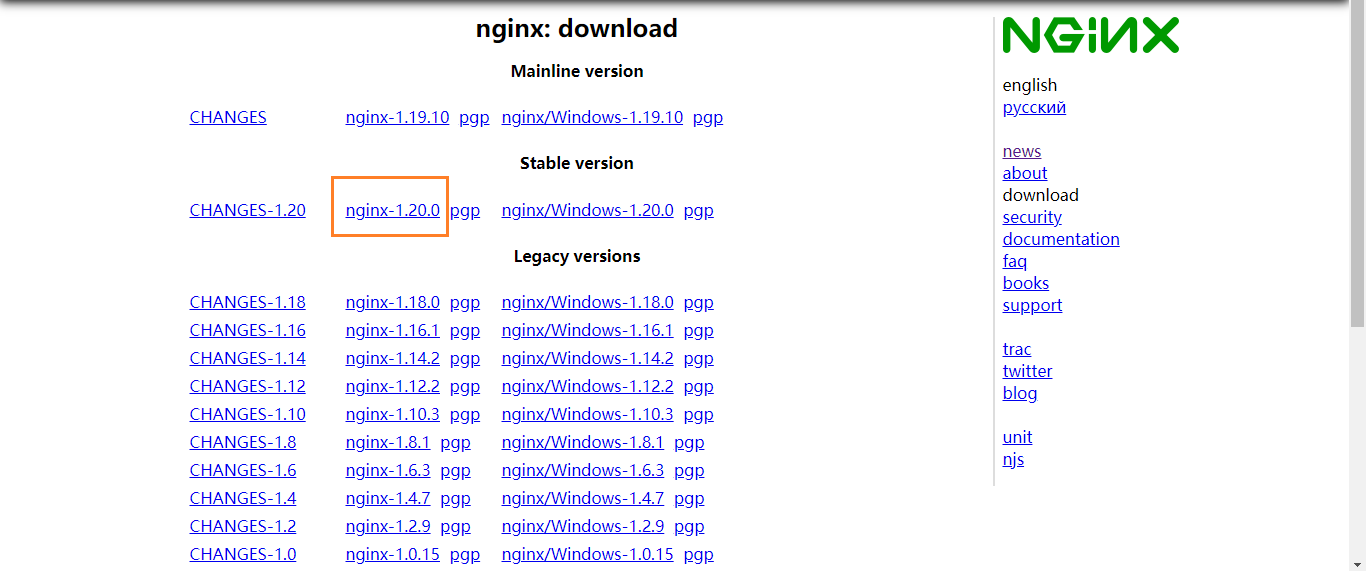 nginx: download
Mainline version
CHANGES nginx-1.19.10 pgp nginx/Windows-1.19.10 pgp
Stable version
CHANGES-1.20 nginx-1.20.0 pgp nginx/Windows-1.20.0 pgp
Legacy versions
CHANGES-1.18 nginx-1.18.0 pgp nginx/Windows-1.18.0 pgp
CHANGES-1.16 nginx-1.16.1 pgp nginx/Windows-1.16.1 pgp
CHANGES-1.14 nginx-1.14.2 pgp nginx/Windows-1.14.2 pgp
CHANGES-1.12 nginx-1.12.2 pgp nginx/Windows-1.12.2 pgp
CHANGES-1.10 nginx-1.10.3 pgp nginx/Windows-1.10.3 pgp
CHANGES-1.8 nginx-1.8.1 pgp nginx/Windows-1.8.1 pgp
CHANGES-1.6 nginx-1.6.3 pgp nginx/Windows-1.6.3 pgp
CHANGES-1.4 nginx-1.4.7 pgp nginx/Windows-1.4.7 pgp
CHANGES-1.2 nginx-1.2.9 pgp nginx/Windows-1.2.9 pgp
CHANGES-1.0 nginx-1.0.15 pgp nginx/Windows-1.0.15 pgp
NGiNX
english
русский
news
about
download
security
documentation
faq
books
support
trac
twitter
blog
unit
njs